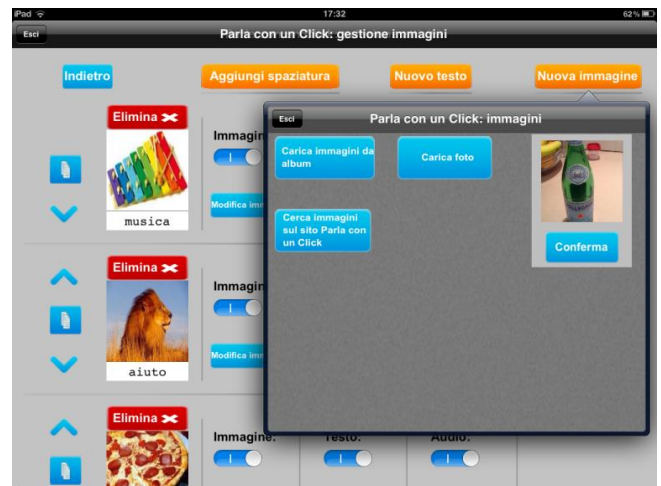 iPad
17:32
62%
Esci
Parla con un Click: gestione immagini
Indietro
Aggiungi spaziatura
Nuovo testo
Nuova immagine
Elimina
musica
Immagin
Modifica imm
Esci
Parla con un Click: immagini
Carica immagini da
album
Carica foto
Cerca immagini
sul sito Parla con
un Click
Conferma
Elimina
aiuto
Immagin
Modifica imm
Elimina
Immagine:
Testo:
Audio: